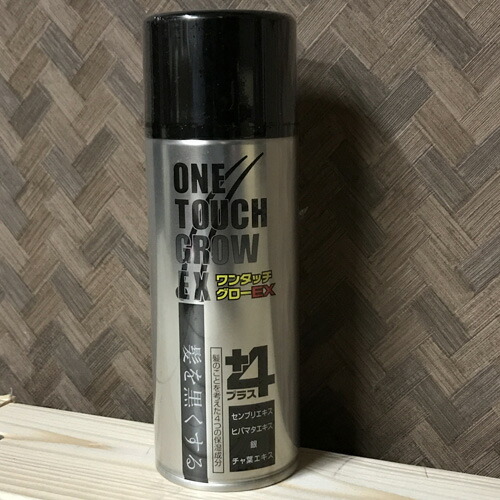 ONE
TOUCH
GROW
EX
ワンタッチ
グローEX
髪を黒くする
髪のことを考えた4つの保湿成分
+4
プラス
センブリエキス
ヒバマタエキス
銀
チャ葉エキス